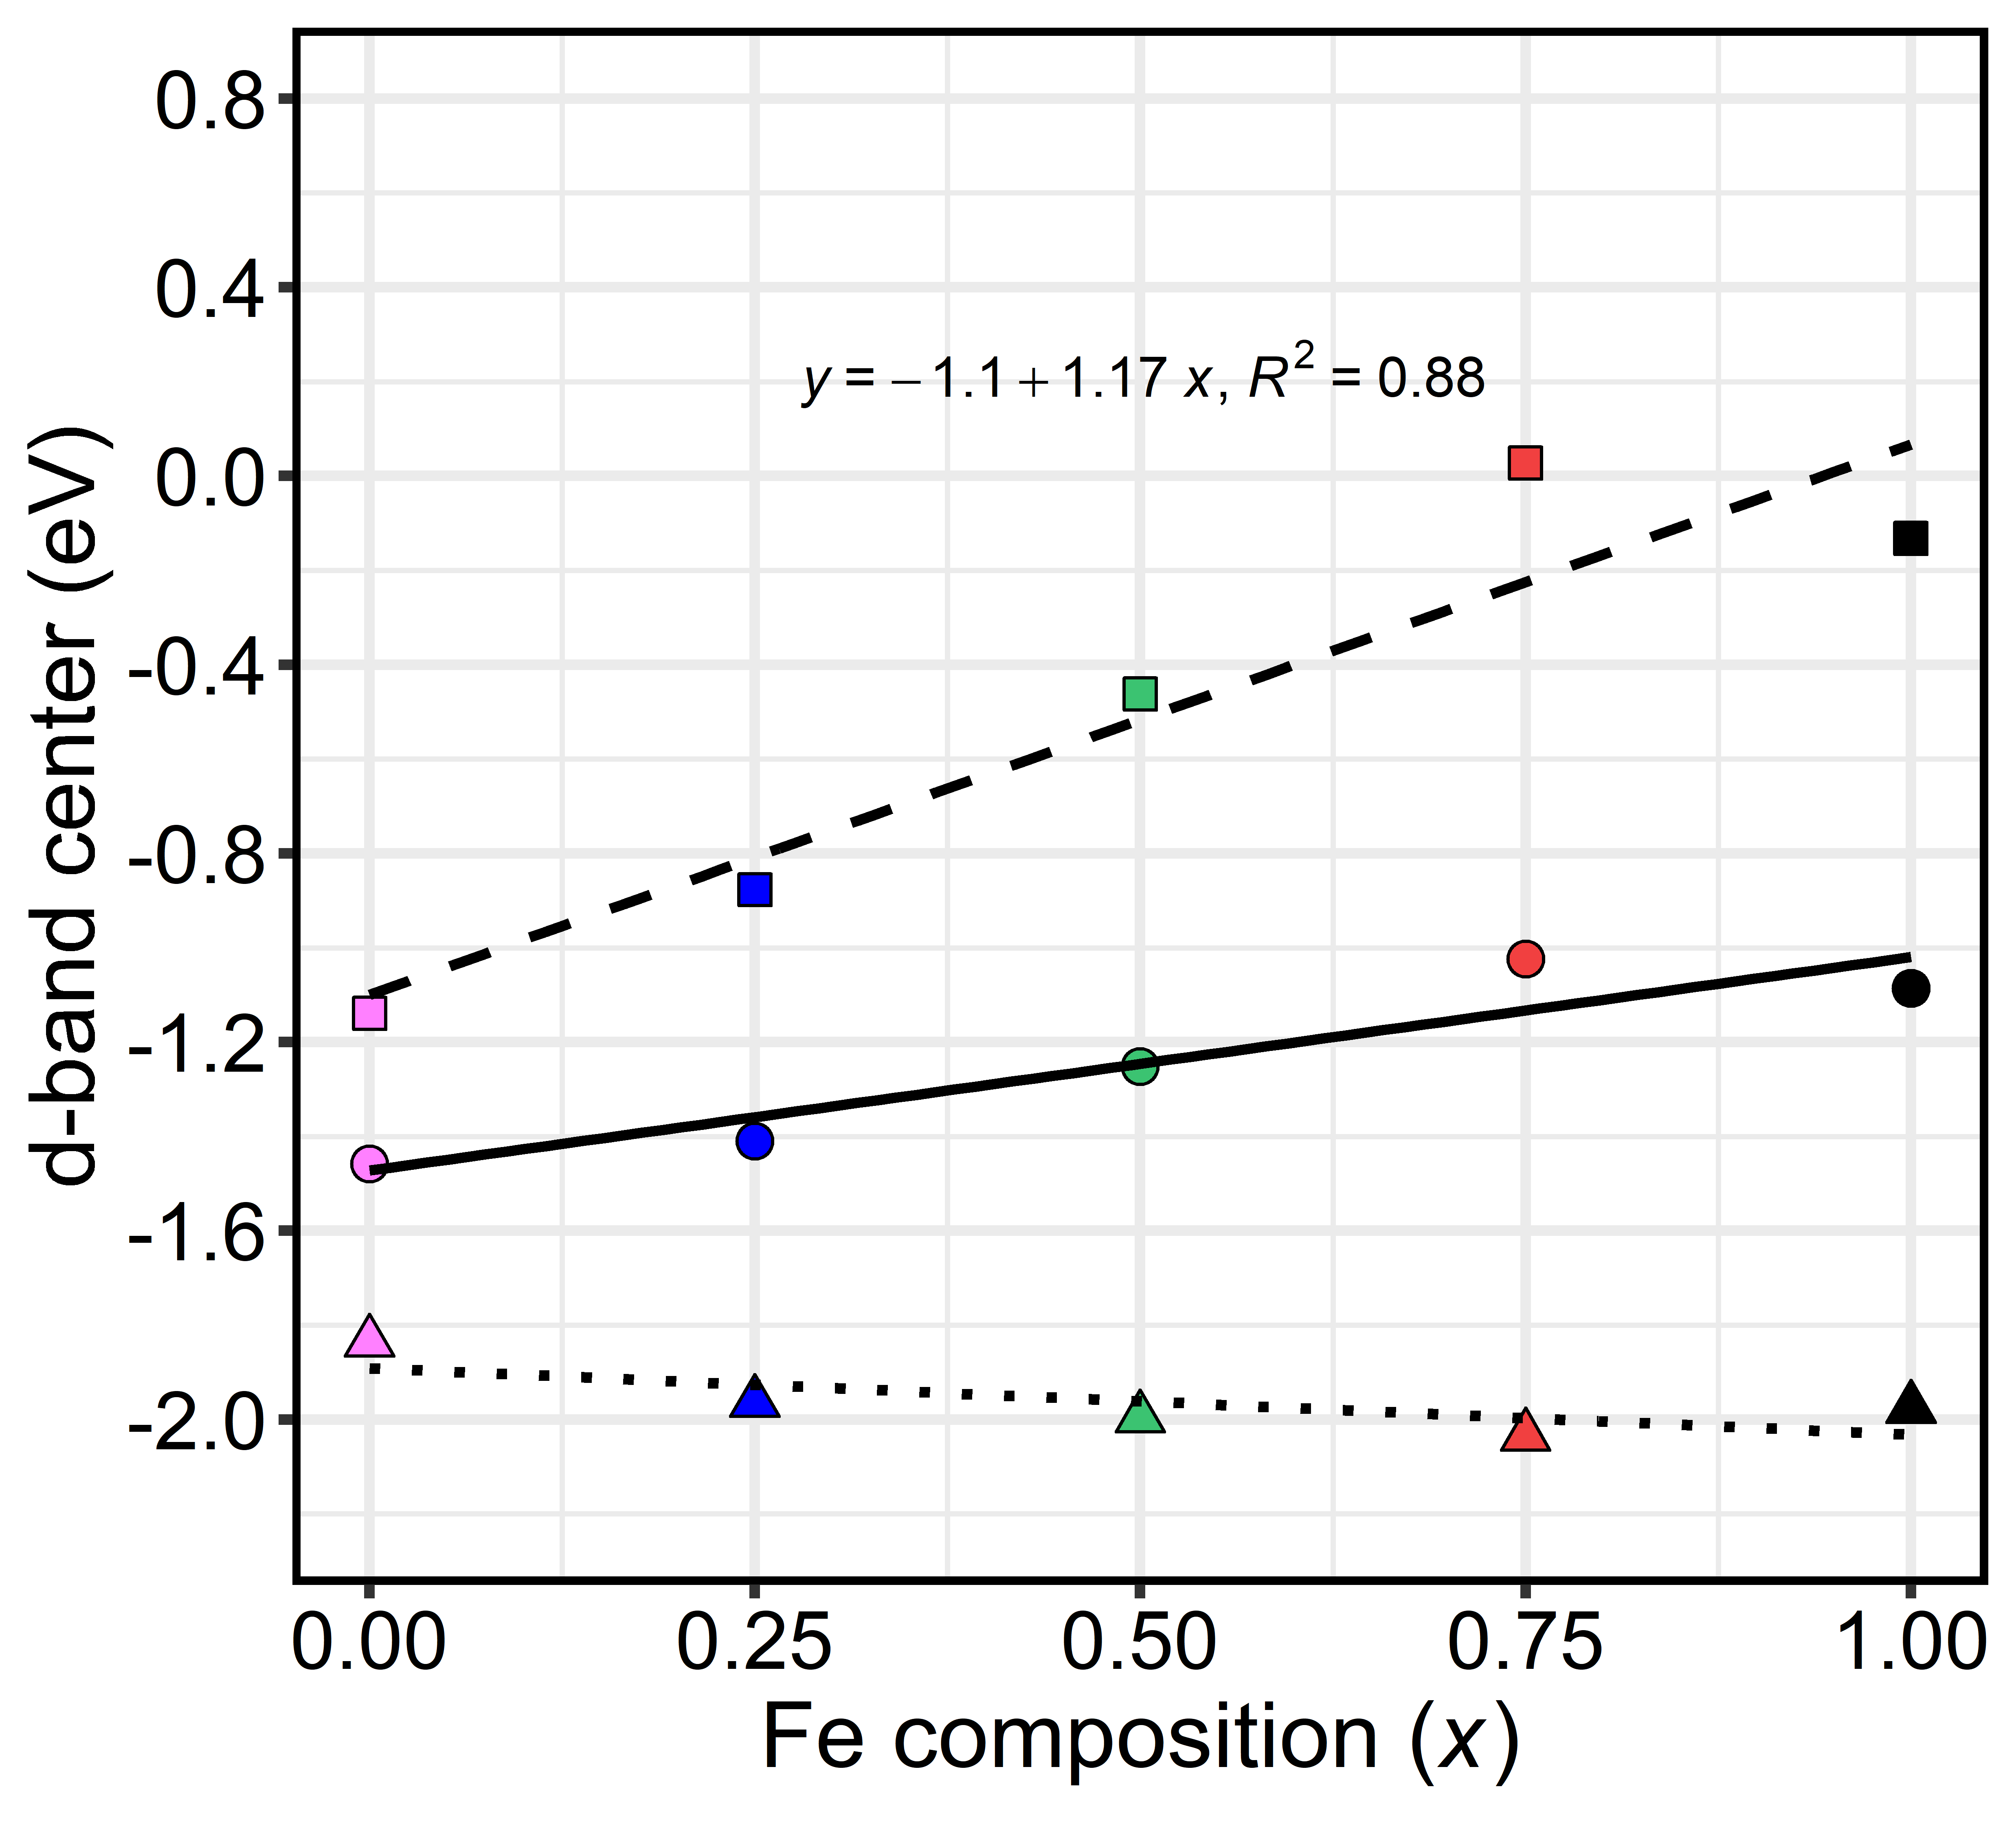 d-band center (eV)
0.8
0.4
0.0
-0.4
-0.8
-1.2
-1.6
-2.0
y = −1.1 + 1.17 x, R² = 0.88
0.00 0.25 0.50 0.75 1.00
Fe composition (x)